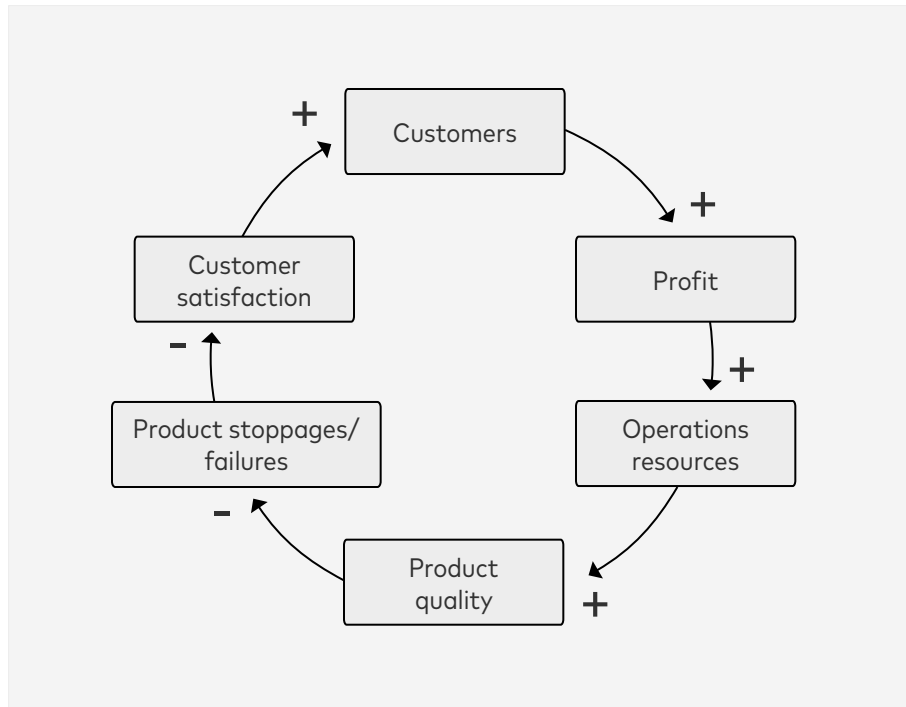 +
Customers
+
Customer
satisfaction
Profit
-
+
Product stoppages/
failures
Operations
resources
-
Product
quality
+